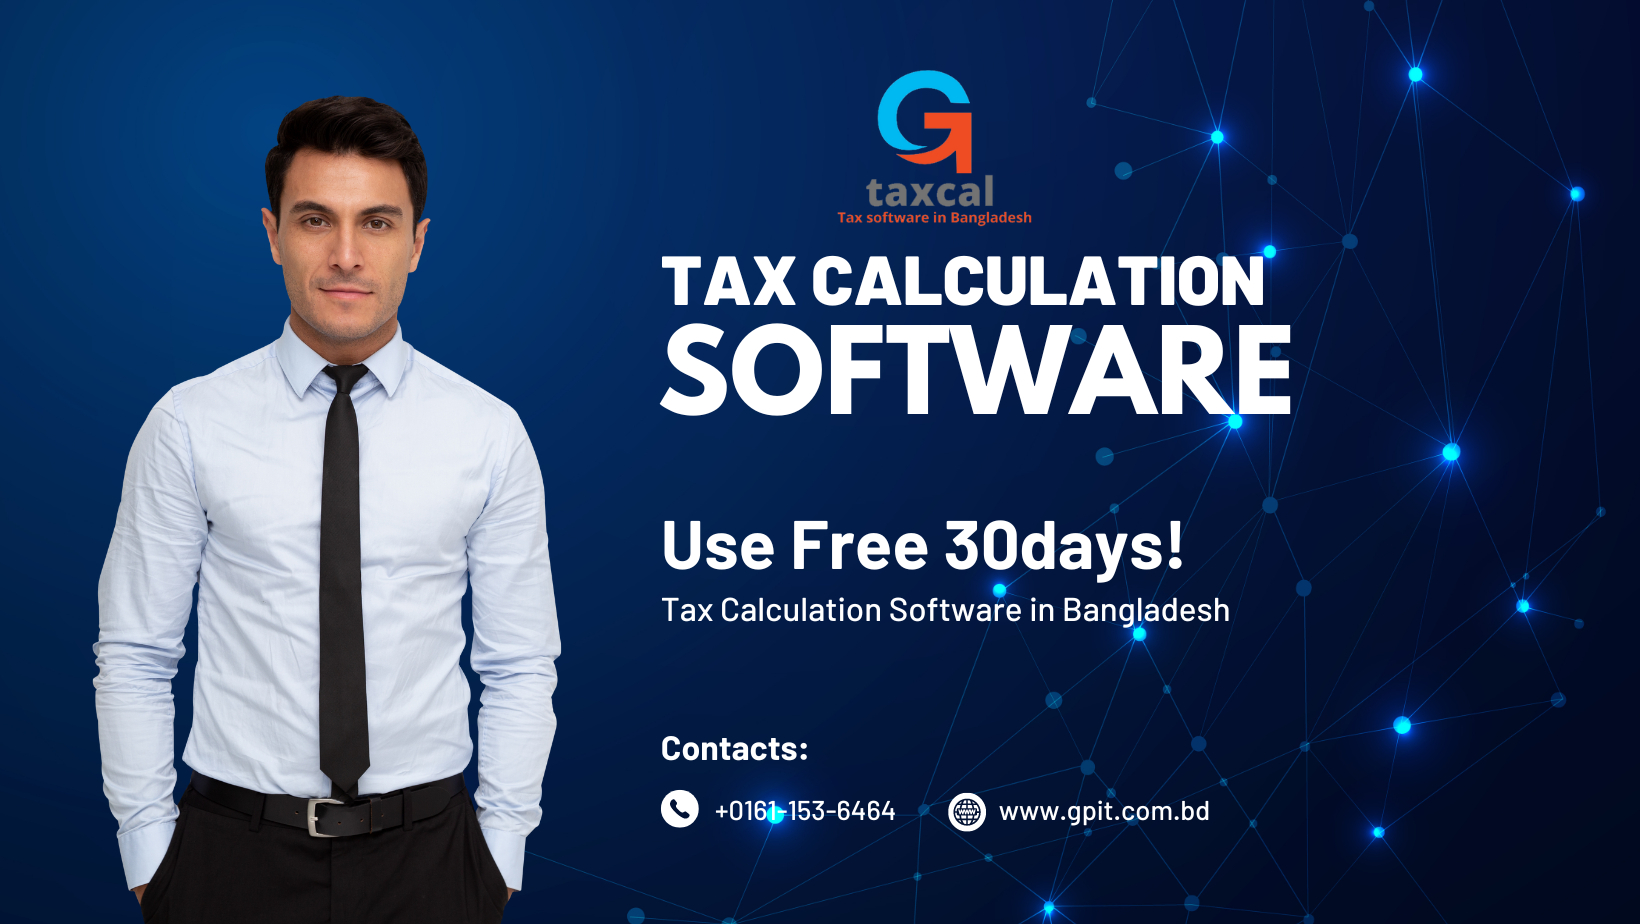 taxcal
Tax software in Bangladesh
TAX CALCULATION
SOFTWARE
Use Free 30days!
Tax Calculation Software in Bangladesh
Contacts:
+0161-153-6464
www.gpit.com.bd